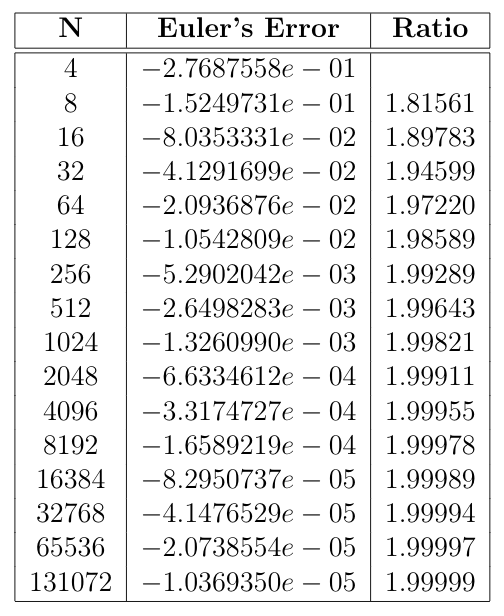 N Euler's Error Ratio
4 −2.7687558e − 01
8 −1.5249731e − 01 1.81561
16 −8.0353331e − 02 1.89783
32 −4.1291699e − 02 1.94599
64 −2.0936876e − 02 1.97220
128 −1.0542809e − 02 1.98589
256 −5.2902042e − 03 1.99289
512 −2.6498283e − 03 1.99643
1024 −1.3260990e − 03 1.99821
2048 −6.6334612e − 04 1.99911
4096 −3.3174727e − 04 1.99955
8192 −1.6589219e − 04 1.99978
16384 −8.2950737e − 05 1.99989
32768 −4.1476529e − 05 1.99994
65536 −2.0738554e − 05 1.99997
131072 −1.0369350e − 05 1.99999